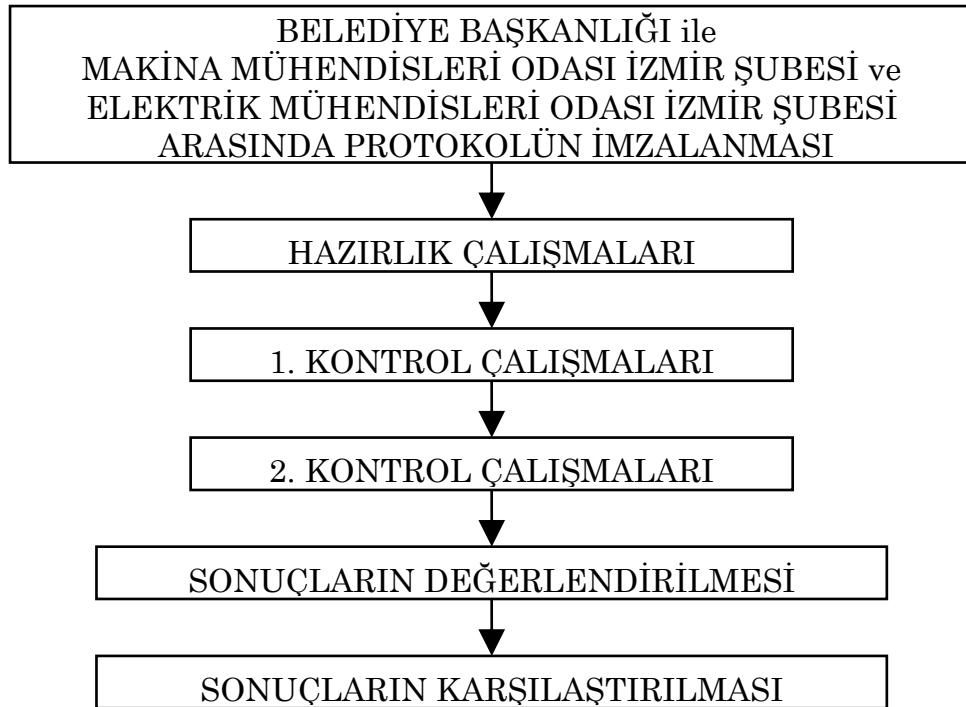 BELEDİYE BAŞKANLIĞI ile
MAKİNA MÜHENDİSLERİ ODASI İZMİR ŞUBESİ ve
ELEKTRİK MÜHENDİSLERİ ODASI İZMİR ŞUBESİ
ARASINDA PROTOKOLÜN İMZALANMASI
HAZIRLIK ÇALIŞMALARI
1. KONTROL ÇALIŞMALARI
2. KONTROL ÇALIŞMALARI
SONUÇLARIN DEĞERLENDİRİLMESİ
SONUÇLARIN KARŞILAŞTIRILMASI